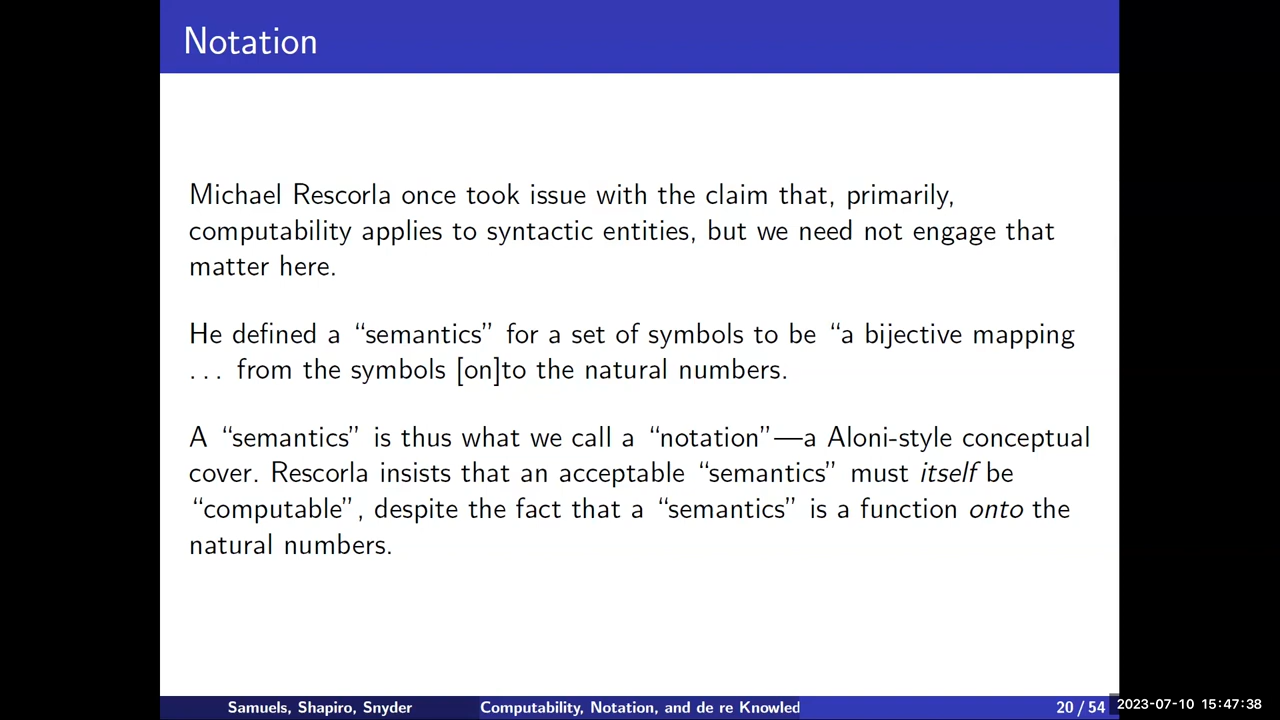 Notation
Michael Rescorla once took issue with the claim that, primarily,
computability applies to syntactic entities, but we need not engage that
matter here.
He defined a “semantics” for a set of symbols to be “a bijective mapping
. . . from the symbols [on]to the natural numbers.
A “semantics” is thus what we call a “notation”—a Aloni-style conceptual
cover. Rescorla insists that an acceptable “semantics” must itself be
“computable”, despite the fact that a “semantics” is a function onto the
natural numbers.
Samuels, Shapiro, Snyder Computability, Notation, and de re Knowled 20 / 54 2023-07-10 15:47:38